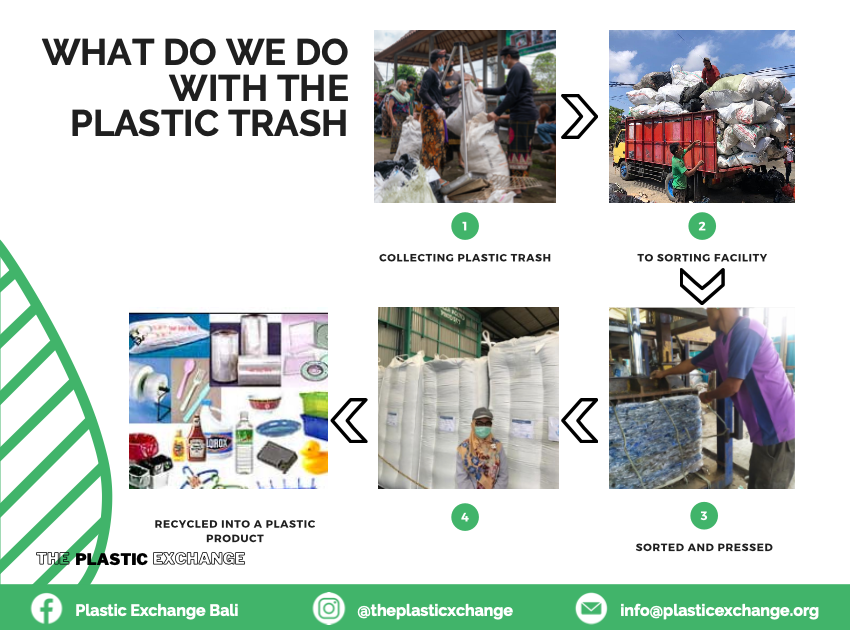 WHAT DO WE DO
WITH THE
PLASTIC TRASH
1
COLLECTING PLASTIC TRASH
2
TO SORTING FACILITY
3
SORTED AND PRESSED
4
RECYCLED INTO A PLASTIC
PRODUCT
THE PLASTIC EXCHANGE
Plastic Exchange Bali
@theplasticxchange
info@plasticexchange.org